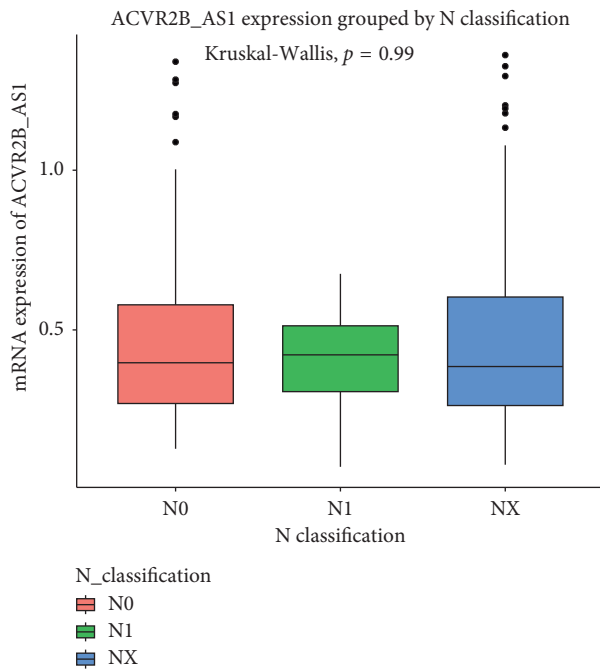 ACVR2B_AS1 expression grouped by N classification
Kruskal-Wallis, p = 0.99
mRNA expression of ACVR2B_AS1
1.0
0.5
N0 N1 NX
N classification
N_classification
N0
N1
NX